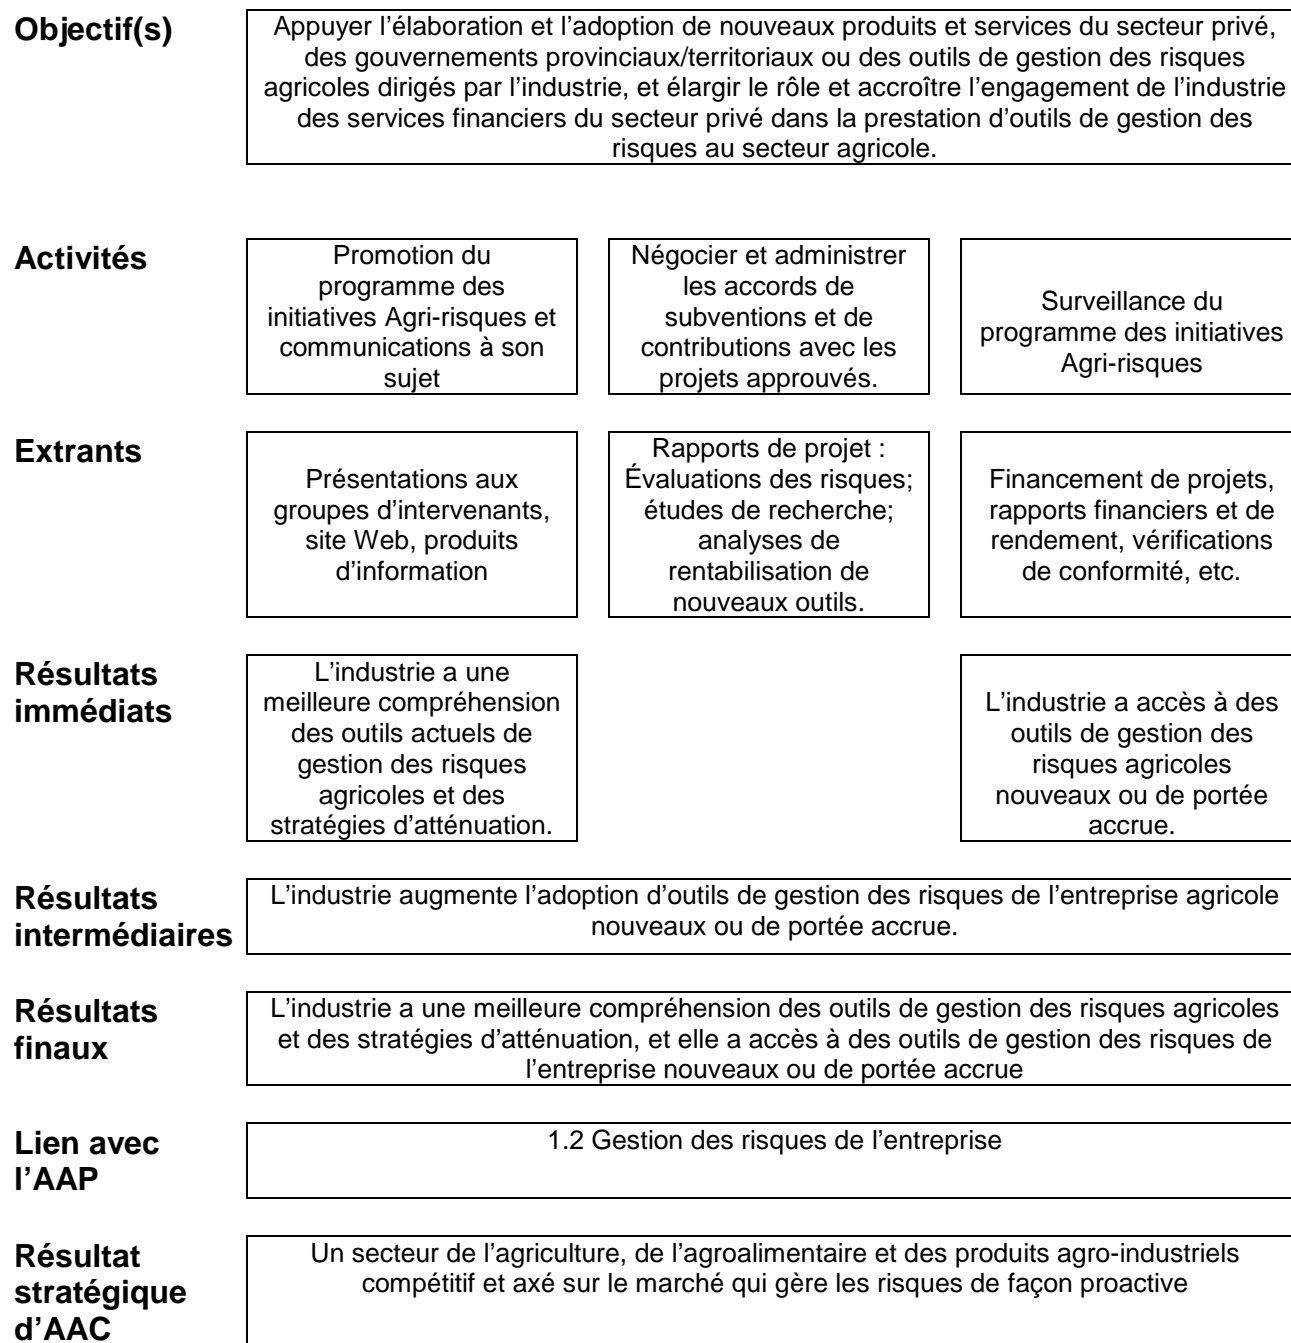 Objectif(s)
Appuyer l’élaboration et l’adoption de nouveaux produits et services du secteur privé,
des gouvernements provinciaux/territoriaux ou des outils de gestion des risques
agricoles dirigés par l’industrie, et élargir le rôle et accroître l’engagement de l’industrie
des services financiers du secteur privé dans la prestation d’outils de gestion des
risques au secteur agricole.
Activités
Promotion du
programme des
initiatives Agri-risques et
communications à son
sujet
Négocier et administrer
les accords de
subventions et de
contributions avec les
projets approuvés.
Surveillance du
programme des initiatives
Agri-risques
Extrants
Présentations aux
groupes d’intervenants,
site Web, produits
d’information
Rapports de projet :
Évaluations des risques;
études de recherche;
analyses de
rentabilisation de
nouveaux outils.
Financement de projets,
rapports financiers et de
rendement, vérifications
de conformité, etc.
Résultats
immédiats
L’industrie a une
meilleure compréhension
des outils actuels de
gestion des risques
agricoles et des
stratégies d’atténuation.
L’industrie a accès à des
outils de gestion des
risques agricoles
nouveaux ou de portée
accrue.
Résultats
intermédiaires
L’industrie augmente l’adoption d’outils de gestion des risques de l’entreprise agricole
nouveaux ou de portée accrue.
Résultats
finaux
L’industrie a une meilleure compréhension des outils de gestion des risques agricoles
et des stratégies d’atténuation, et elle a accès à des outils de gestion des risques de
l’entreprise nouveaux ou de portée accrue
Lien avec
l’AAP
1.2 Gestion des risques de l’entreprise
Résultat
stratégique
d’AAC
Un secteur de l’agriculture, de l’agroalimentaire et des produits agro-industriels
compétitif et axé sur le marché qui gère les risques de façon proactive